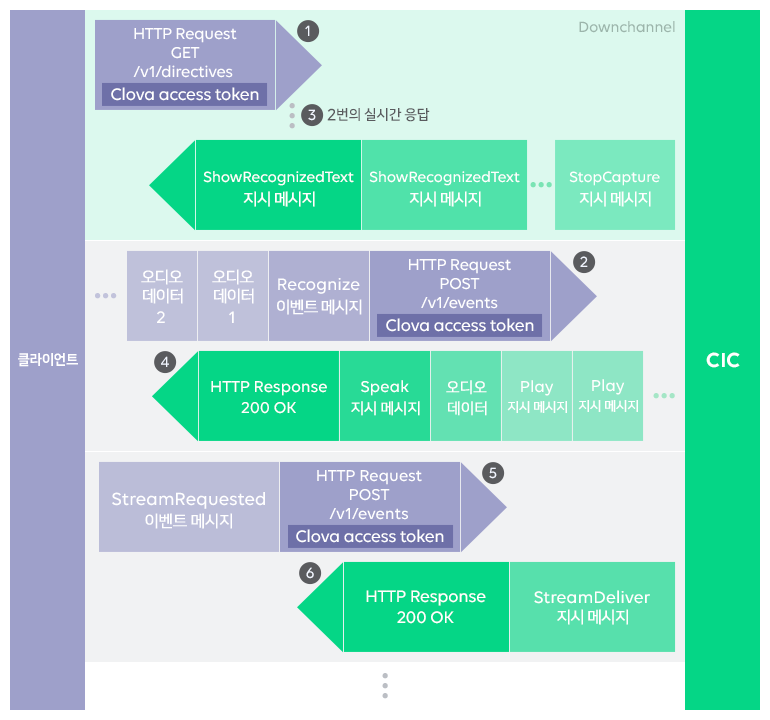 Downchannel
HTTP Request
GET
/v1/directives
Clova access token
1
3 2번의 실시간 응답
ShowRecognizedText
지시 메시지
ShowRecognizedText
지시 메시지
StopCapture
지시 메시지
오디오
데이터
2
오디오
데이터
1
Recognize
이벤트 메시지
HTTP Request
POST
/v1/events
Clova access token
2
클라이언트
CIC
4
HTTP Response
200 OK
Speak
지시 메시지
오디오
데이터
Play
지시 메시지
Play
지시 메시지
StreamRequested
이벤트 메시지
HTTP Request
POST
/v1/events
Clova access token
5
6
HTTP Response
200 OK
StreamDeliver
지시 메시지